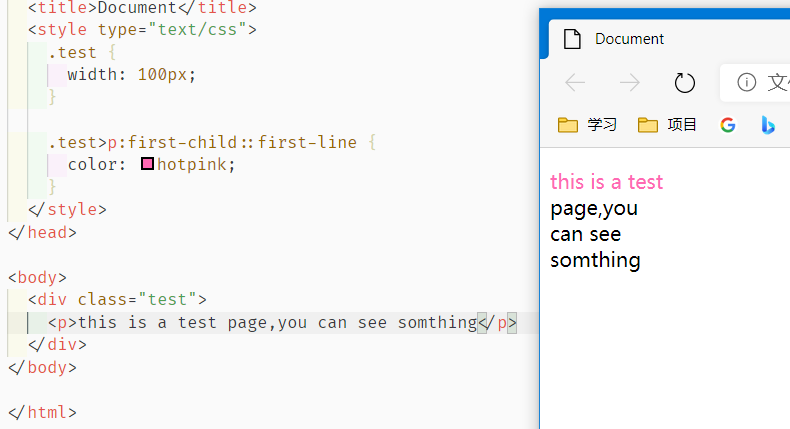 <title>Document</title>
<style type="text/css">
.test {
width: 100px;
}
.test>p:first-child::first-line {
color: hotpink;
}
</style>
</head>
<body>
<div class="test">
<p>this is a test page,you can see somthing</p>
</div>
</body>
</html>
Document
学习 项目
this is a test
page,you
can see
somthing